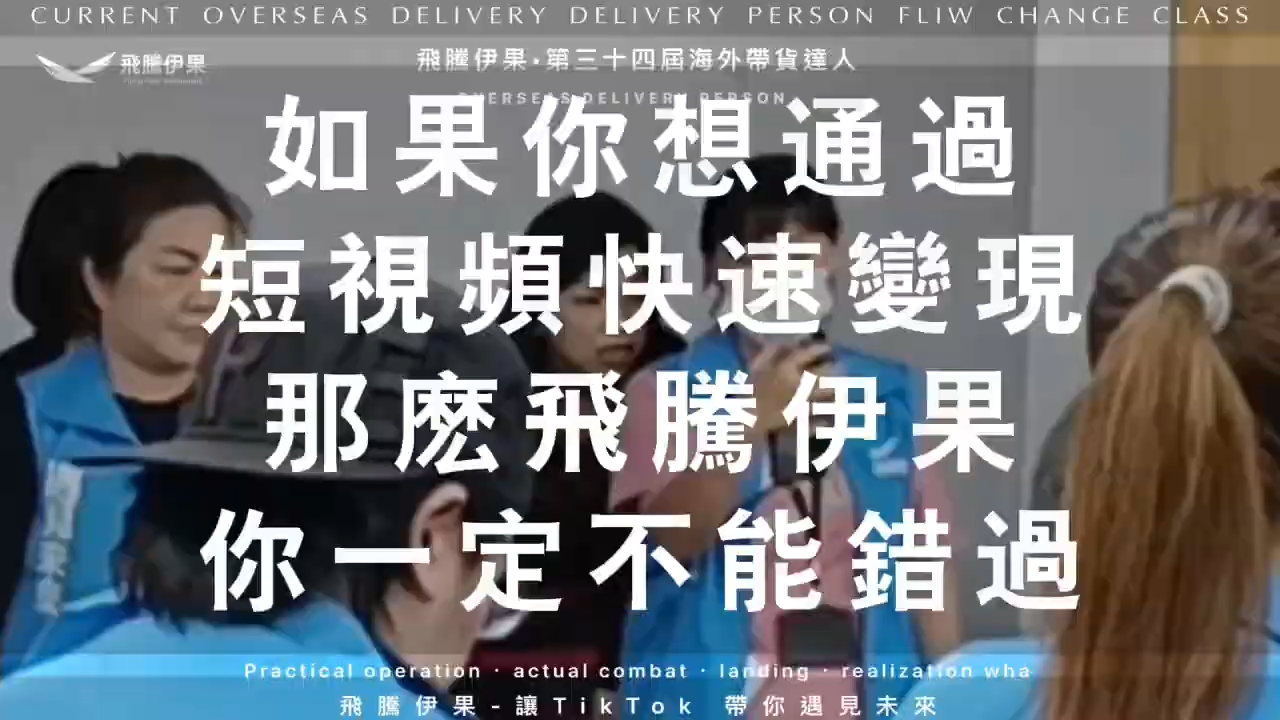 CURRENT OVERSEAS DELIVERY DELIVERY PERSON FLIW CHANGE CLASS
飛騰伊果
飛騰伊果·第三十四屆海外帶貨達人
OVERSEAS DELIVERY PERSON
如果你想通過
短視頻快速變現
那麽飛騰伊果
你一定不能錯過
Practical operation · actual combat · landing · realization wha
飛騰伊果-讓TikTok 帶你遇見未來